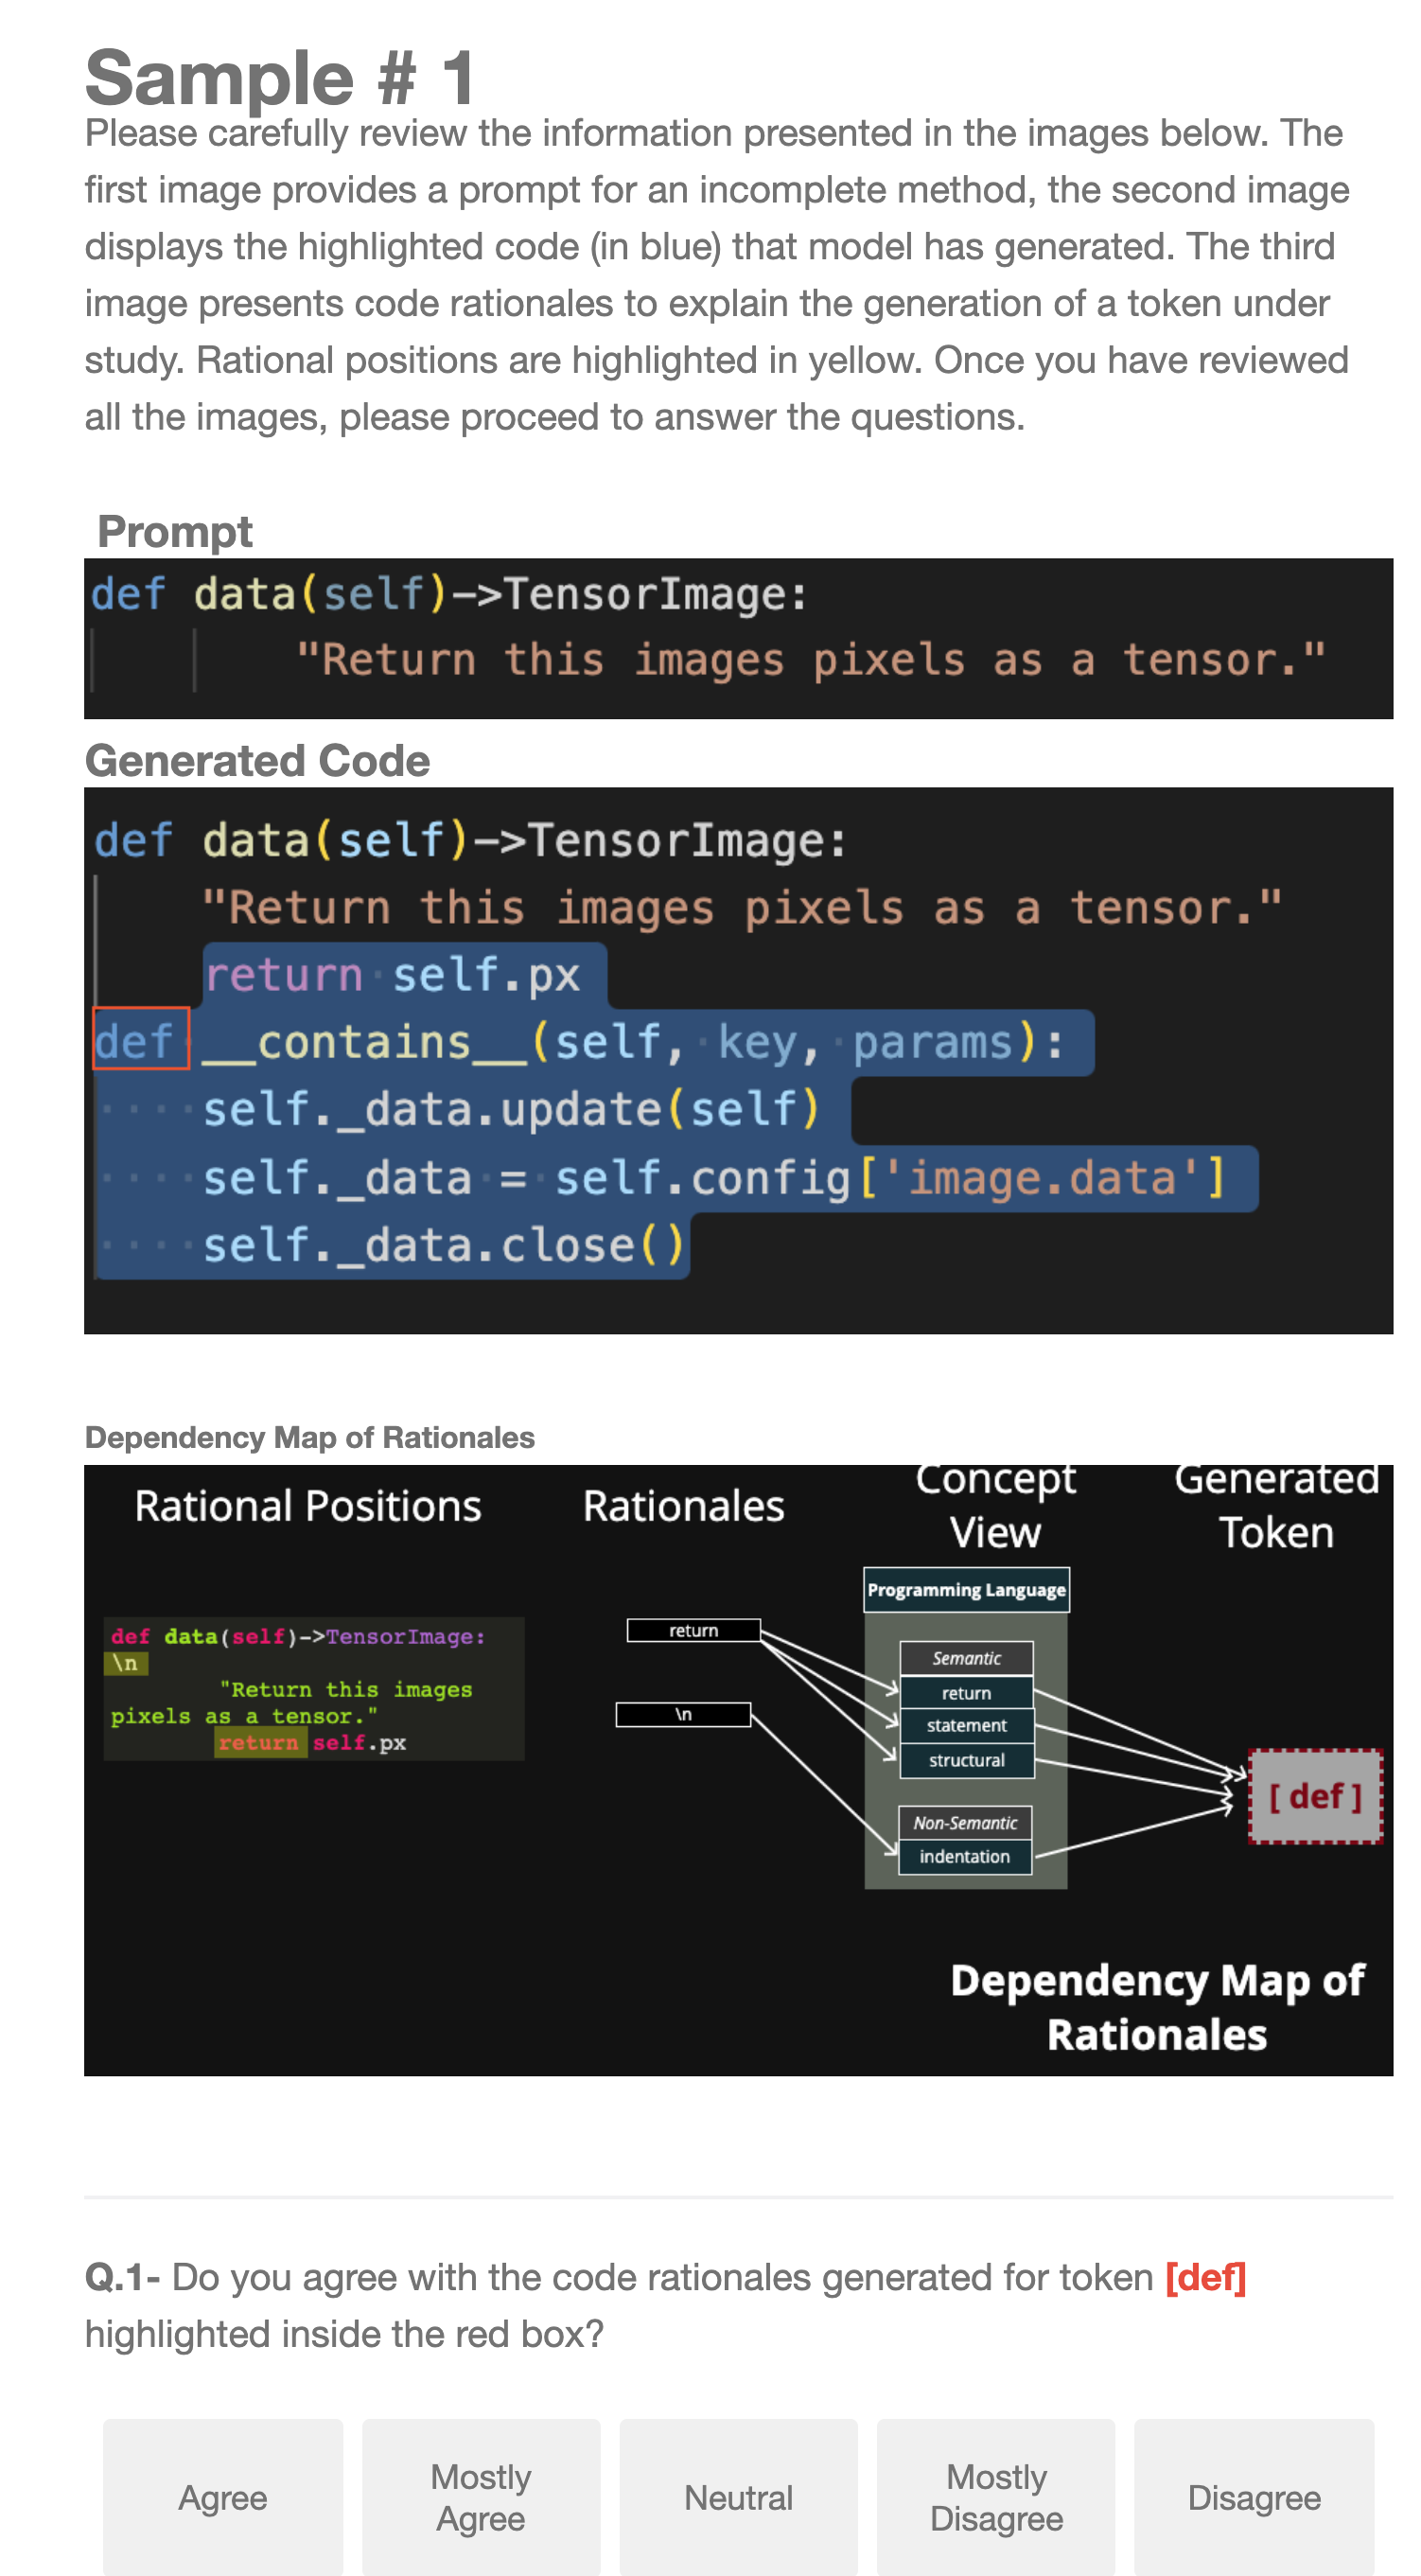 Sample # 1
Please carefully review the information presented in the images below. The
first image provides a prompt for an incomplete method, the second image
displays the highlighted code (in blue) that model has generated. The third
image presents code rationales to explain the generation of a token under
study. Rational positions are highlighted in yellow. Once you have reviewed
all the images, please proceed to answer the questions.
Prompt
def data(self)->TensorImage:
"Return this images pixels as a tensor."
Generated Code
def data(self)->TensorImage:
"Return this images pixels as a tensor."
return self.px
def __contains__(self, key, params):
self._data.update(self)
self._data = self.config['image.data']
self._data.close()
Dependency Map of Rationales
Rational Positions
Rationales
Concept
View
Generated
Token
def data(self)->TensorImage:
\n
"Return this images
pixels as a tensor."
return self.px
return
\n
Programming Language
Semantic
return
statement
structural
Non-Semantic
indentation
[ def ]
Dependency Map of
Rationales
Q.1- Do you agree with the code rationales generated for token [def]
highlighted inside the red box?
Agree
Mostly
Agree
Neutral
Mostly
Disagree
Disagree